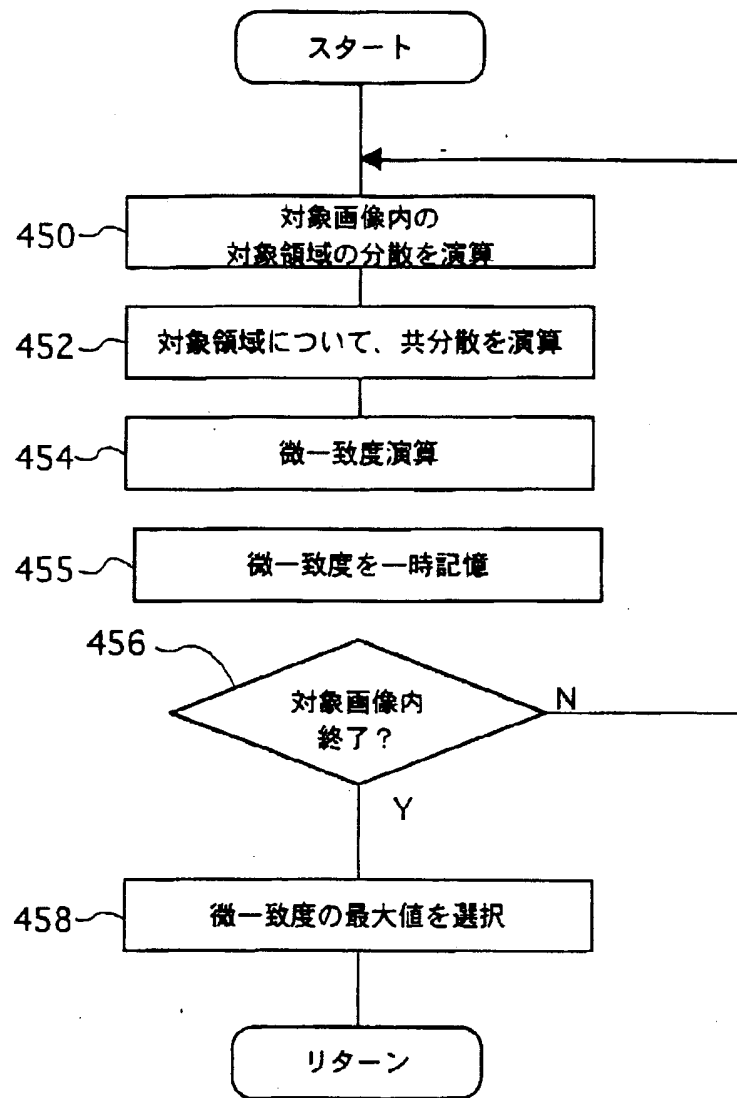 スタート
450
対象画像内の
対象領域の分散を演算
452
対象領域について、共分散を演算
454
微一致度演算
455
微一致度を一時記憶
456
対象画像内
終了?
N
Y
458
微一致度の最大値を選択
リターン